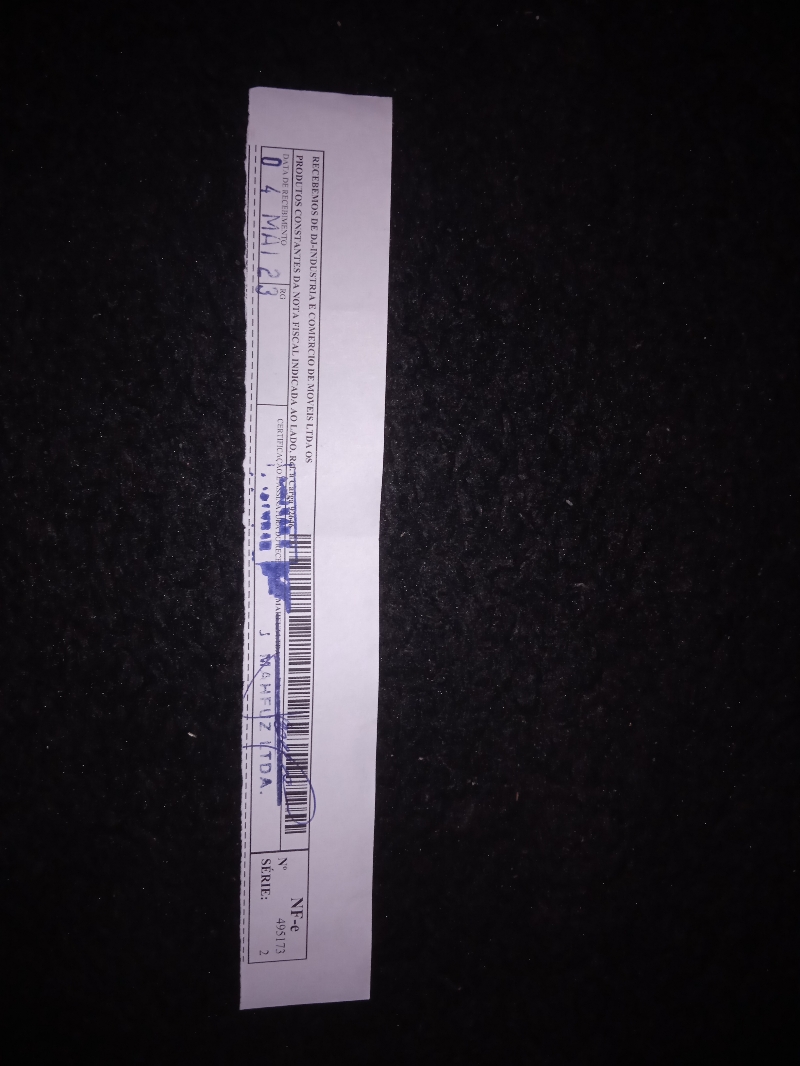 RECEBEMOS DE DJ-INDUSTRIA E COMERCIO DE MOVEIS LTDA OS
PRODUTOS CONSTANTES DA NOTA FISCAL INDICADA AO LADO.
DATA DE RECEBIMENTO
04 MAI 23
RG
CERTIFICAÇÃO
MAHFUZ LTDA.
NF-e
Nº 495173
SÉRIE: 2